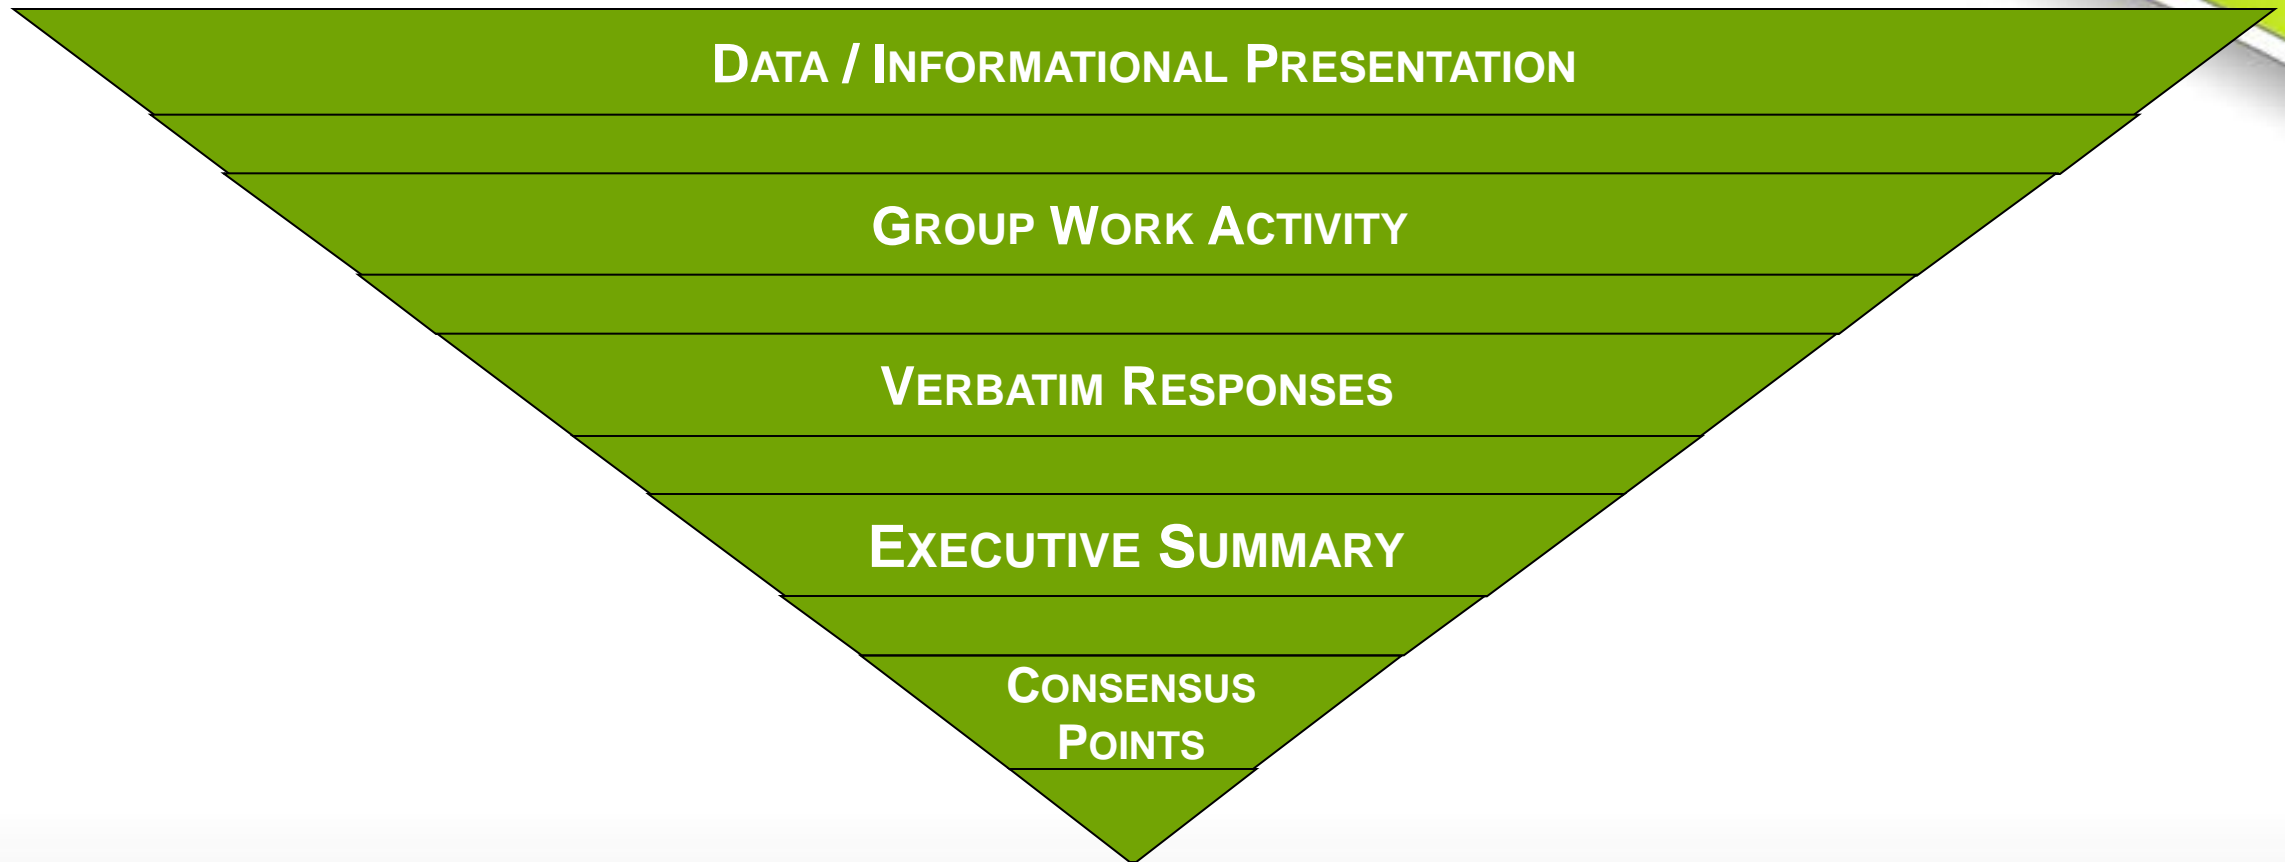 DATA / INFORMATIONAL PRESENTATION
GROUP WORK ACTIVITY
VERBATIM RESPONSES
EXECUTIVE SUMMARY
CONSENSUS
POINTS